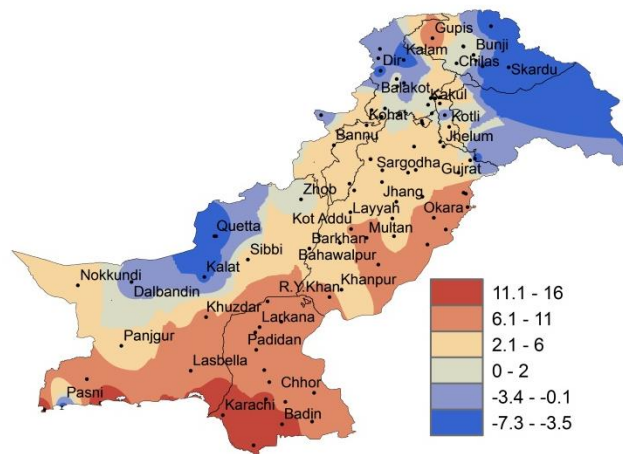 Gupis
Kalam
Bunji
Dir
Chilas
Skardu
Balakot
Kakul
Kohat
Kotli
Bannu
Jhelum
Sargodha
Gujrat
Zhob
Jhang
Kot Addu
Layyah
Okara
Quetta
Multan
Barkhan
Sibbi
Bahawalpur
Kalat
Nokkundi
Dalbandin
R.Y.Khan
Khanpur
Khuzdar
Larkana
Panjgur
Padidan
Lasbella
Pasni
Chhor
Karachi
Badin
11.1 - 16
6.1 - 11
2.1 - 6
0 - 2
-3.4 - -0.1
-7.3 - -3.5